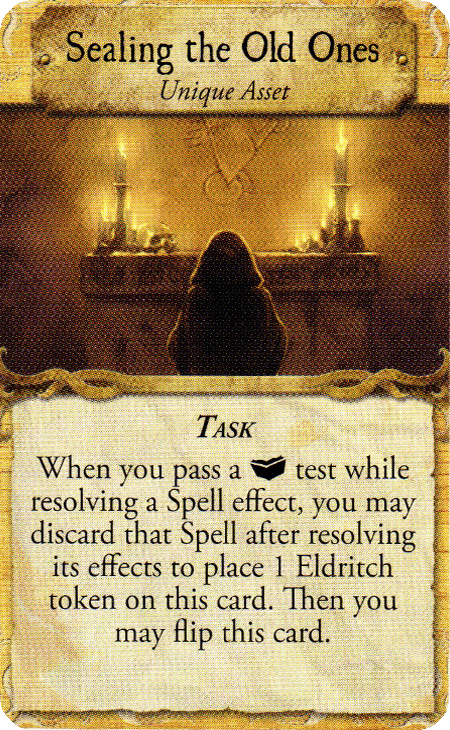 Sealing the Old Ones
Unique Asset
TASK
When you pass a test while
resolving a Spell effect, you may
discard that Spell after resolving
its effects to place 1 Eldritch
token on this card. Then you
may flip this card.